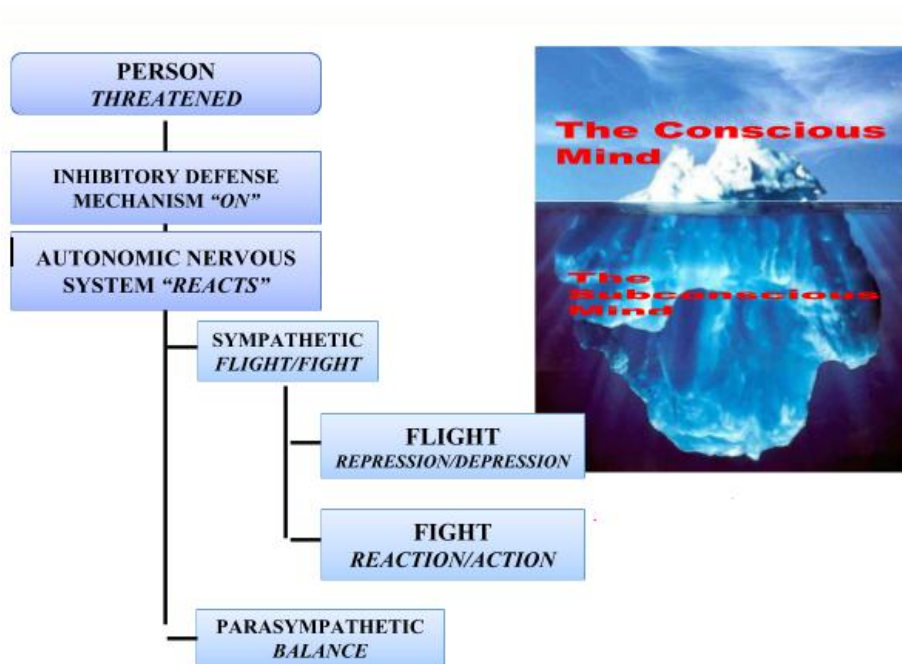 PERSON
THREATENED
INHIBITORY DEFENSE
MECHANISM “ON”
AUTONOMIC NERVOUS
SYSTEM “REACTS”
SYMPATHETIC
FLIGHT/FIGHT
FLIGHT
REPRESSION/DEPRESSION
FIGHT
REACTION/ACTION
PARASYMPATHETIC
BALANCE
The Conscious
Mind
The
Subconscious
Mind